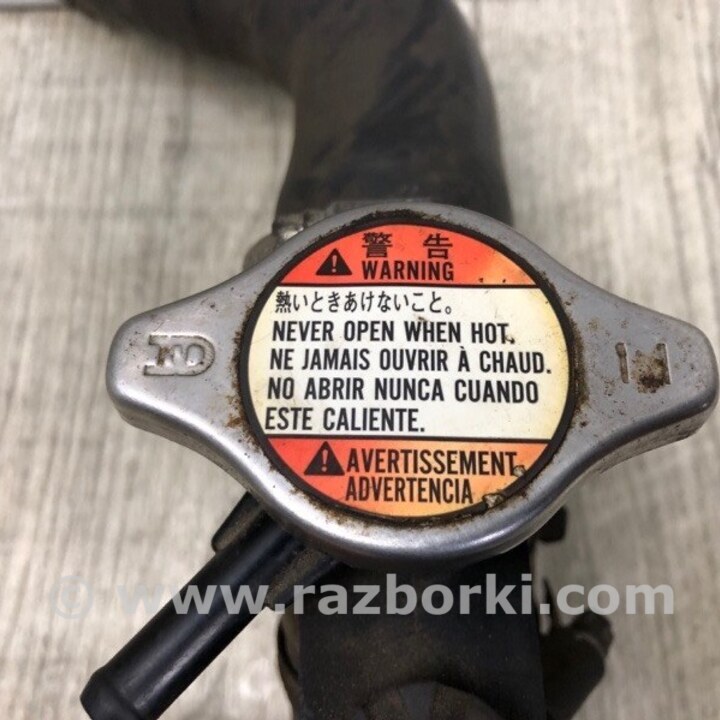 警告
WARNING
熱いときあけないこと。
NEVER OPEN WHEN HOT.
NE JAMAIS OUVRIR À CHAUD.
NO ABRIR NUNCA CUANDO
ESTE CALIENTE.
AVERTISSEMENT
ADVERTENCIA
© www.razborki.com